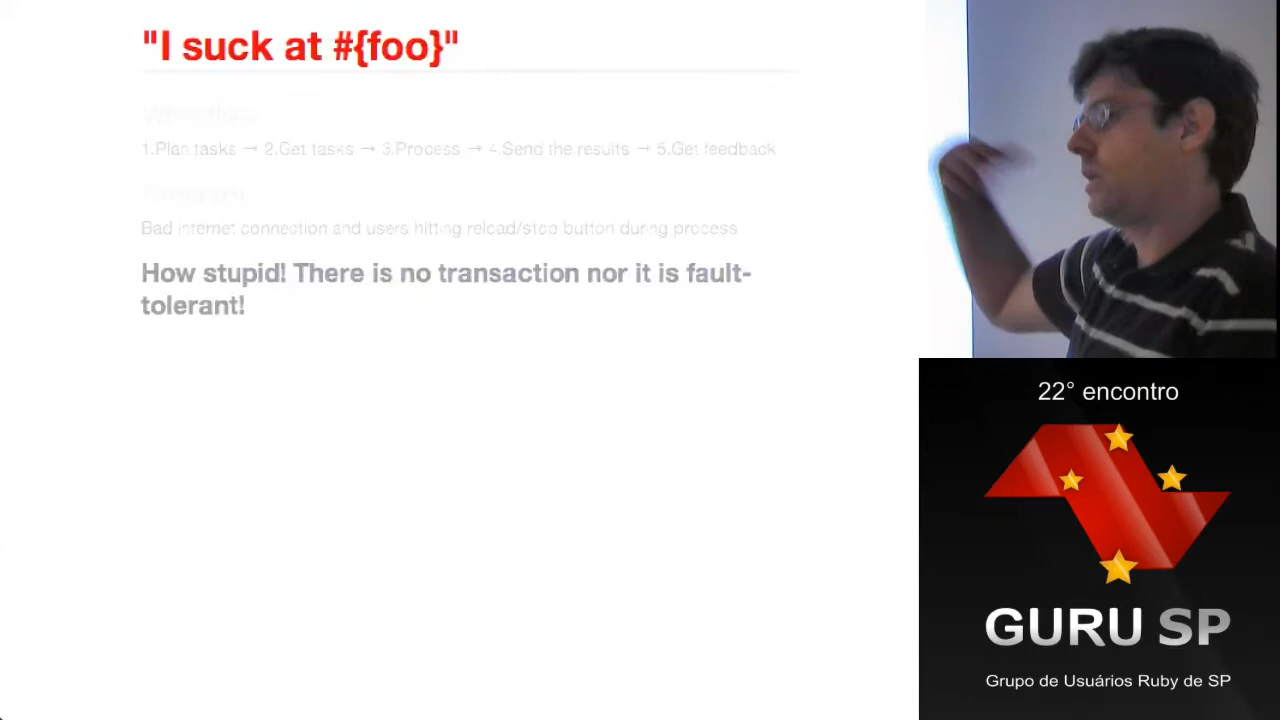 "I suck at #{foo}"
1.Plan tasks → 2.Get tasks → 3.Process → 4.Send the results → 5.Get feedback
Bad internet connection and users hitting reload/stop button during process
How stupid! There is no transaction nor it is fault-
tolerant!
22° encontro
GURU SP
Grupo de Usuários Ruby de SP